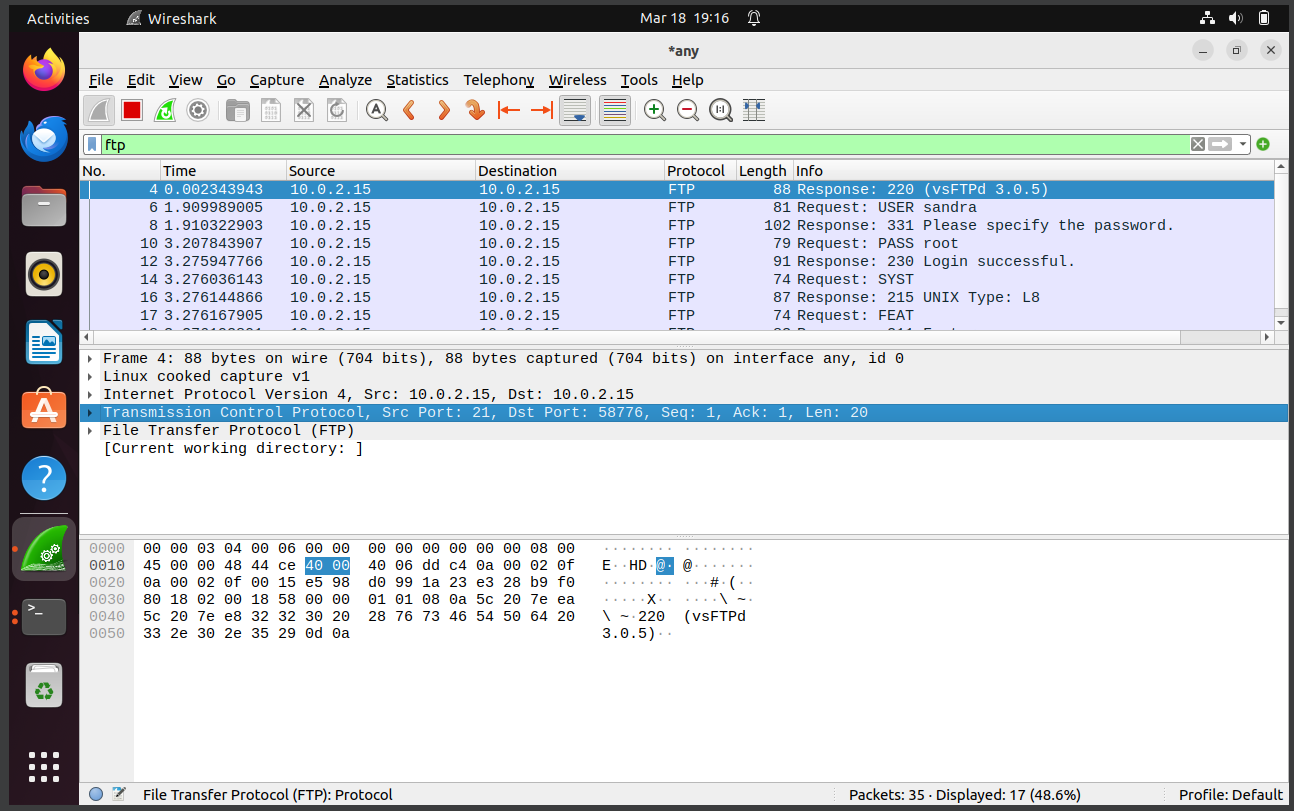 Activities Wireshark Mar 18 19:16
*any
File Edit View Go Capture Analyze Statistics Telephony Wireless Tools Help
ftp
No. Time Source Destination Protocol Length Info
4 0.002343943 10.0.2.15 10.0.2.15 FTP 88 Response: 220 (vsFTPd 3.0.5)
6 1.909989005 10.0.2.15 10.0.2.15 FTP 81 Request: USER sandra
8 1.910322903 10.0.2.15 10.0.2.15 FTP 102 Response: 331 Please specify the password.
10 3.207843907 10.0.2.15 10.0.2.15 FTP 79 Request: PASS root
12 3.275947766 10.0.2.15 10.0.2.15 FTP 91 Response: 230 Login successful.
14 3.276036143 10.0.2.15 10.0.2.15 FTP 74 Request: SYST
16 3.276144866 10.0.2.15 10.0.2.15 FTP 87 Response: 215 UNIX Type: L8
17 3.276167905 10.0.2.15 10.0.2.15 FTP 74 Request: FEAT
Frame 4: 88 bytes on wire (704 bits), 88 bytes captured (704 bits) on interface any, id 0
Linux cooked capture v1
Internet Protocol Version 4, Src: 10.0.2.15, Dst: 10.0.2.15
Transmission Control Protocol, Src Port: 21, Dst Port: 58776, Seq: 1, Ack: 1, Len: 20
File Transfer Protocol (FTP)
[Current working directory: ]
0000 00 00 03 04 00 06 00 00 00 00 00 00 00 00 08 00 ········ ········
0010 45 00 00 48 44 ce 40 00 40 06 dd c4 0a 00 02 0f E··HD·@· @·······
0020 0a 00 02 0f 00 15 e5 98 d0 99 1a 23 e3 28 b9 f0 ········ ···#·(··
0030 80 18 02 00 18 58 00 00 01 01 08 0a 5c 20 7e ea ·····X·· ····\ ~·
0040 5c 20 7e e8 32 32 30 20 28 76 73 46 54 50 64 20 \ ~·220 (vsFTPd
0050 33 2e 30 2e 35 29 0d 0a 3.0.5)··
File Transfer Protocol (FTP): Protocol Packets: 35 · Displayed: 17 (48.6%) Profile: Default